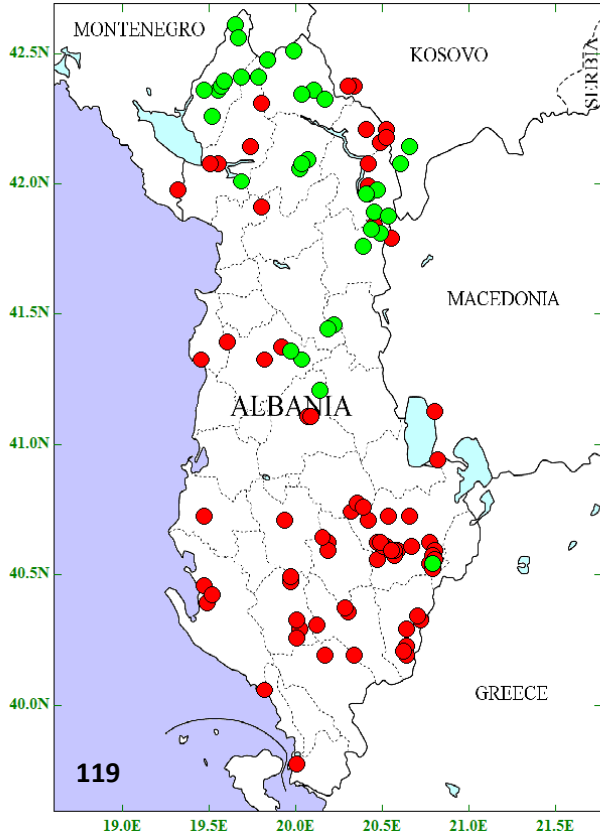 MONTENEGRO
42.5N
KOSOVO
SERBIA
42.0N
41.5N
MACEDONIA
ALBANIA
41.0N
40.5N
40.0N
GREECE
119
19.0E 19.5E 20.0E 20.5E 21.0E 21.5E